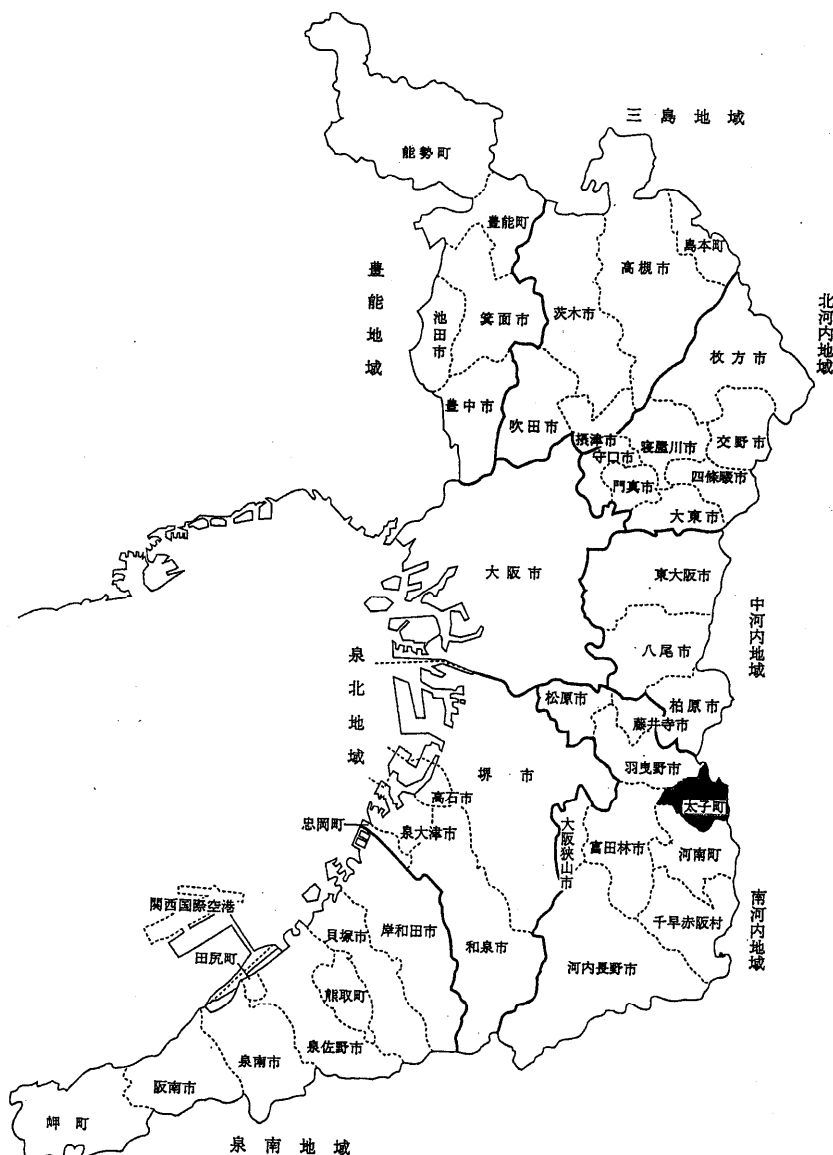 三島地域
能勢町
豊能町
島本町
高槻市
豊能地域
茨木市
池田市
箕面市
北河内地域
枚方市
豊中市
吹田市
摂津市
寝屋川市
交野市
守口市
四條畷市
門真市
大東市
大阪市
東大阪市
中河内地域
八尾市
泉北地域
松原市
柏原市
藤井寺市
堺市
羽曳野市
高石市
太子町
忠岡町
泉大津市
大阪狭山市
富田林市
河南町
関西国際空港
南河内地域
千早赤阪村
貝塚市
岸和田市
和泉市
田尻町
河内長野市
熊取町
泉佐野市
泉南市
阪南市
岬町
泉南地域